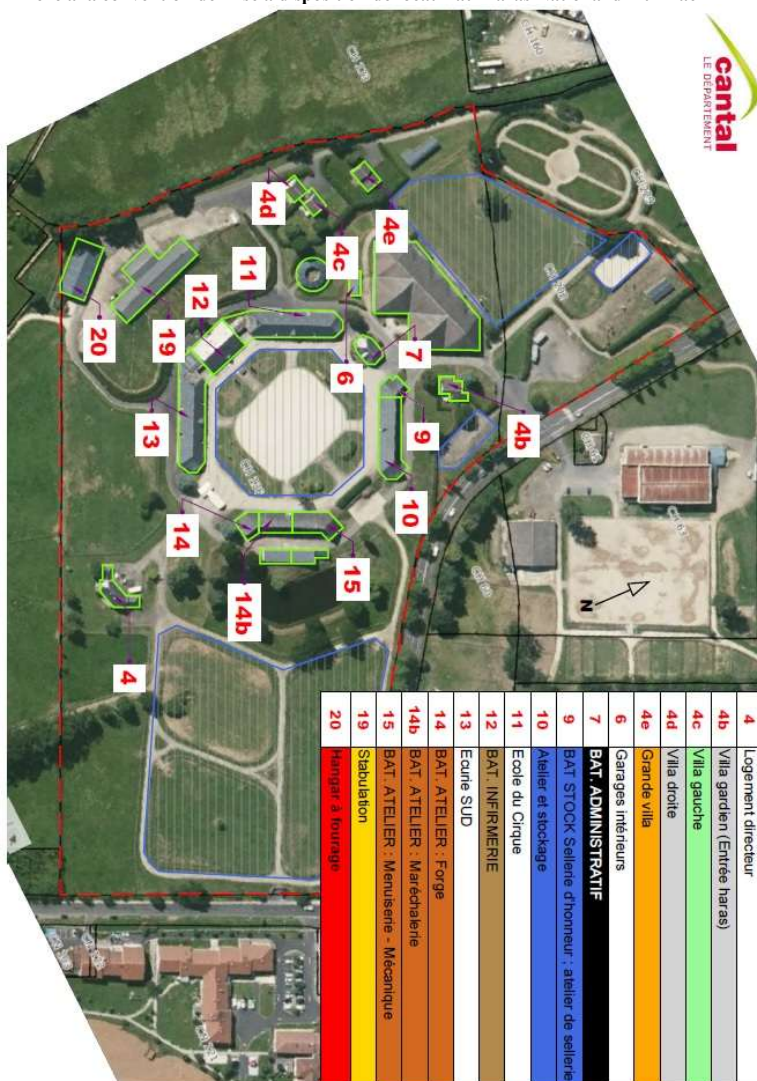 cantal
LE DÉPARTEMENT
4d
4c
4e
11
12
20
19
6
7
4b
13
9
10
14
14b
15
4
N
4 Logement directeur
4b Villa gardien (Entrée haras)
4c Villa gauche
4d Villa droite
4e Grande villa
6 Garages intérieurs
7 BAT. ADMINISTRATIF
9 BAT STOCK Sellerie d'honneur ; atelier de sellerie
10 Atelier et stockage
11 Ecole du Cirque
12 BAT. INFIRMERIE
13 Ecurie SUD
14 BAT. ATELIER : Forge
14b BAT. ATELIER : Maréchalerie
15 BAT. ATELIER : Menuiserie - Mécanique
19 Stabulation
20 Hangar à fourage